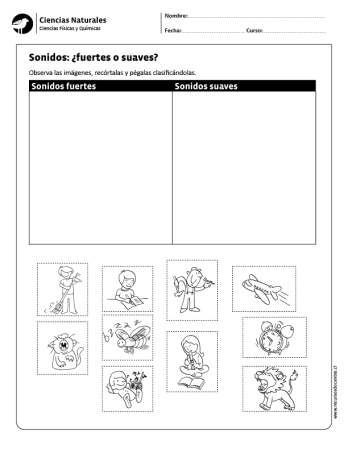 Ciencias Naturales
Ciencias Físicas y Químicas
Nombre:
Fecha: Curso:
Sonidos: ¿fuertes o suaves?
Observa las imágenes, recórtalas y pégalas clasificándolas.
Sonidos fuertes Sonidos suaves
www.recursosdocentes.cl